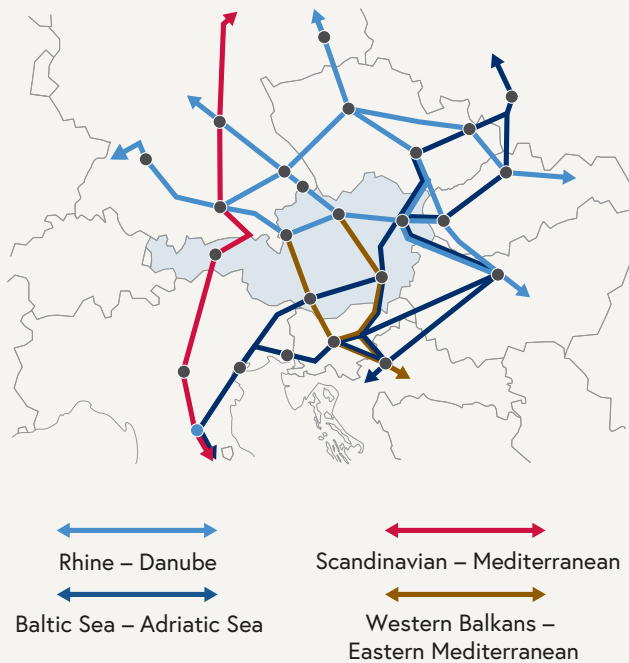 Rhine – Danube
Scandinavian – Mediterranean
Baltic Sea – Adriatic Sea
Western Balkans –
Eastern Mediterranean